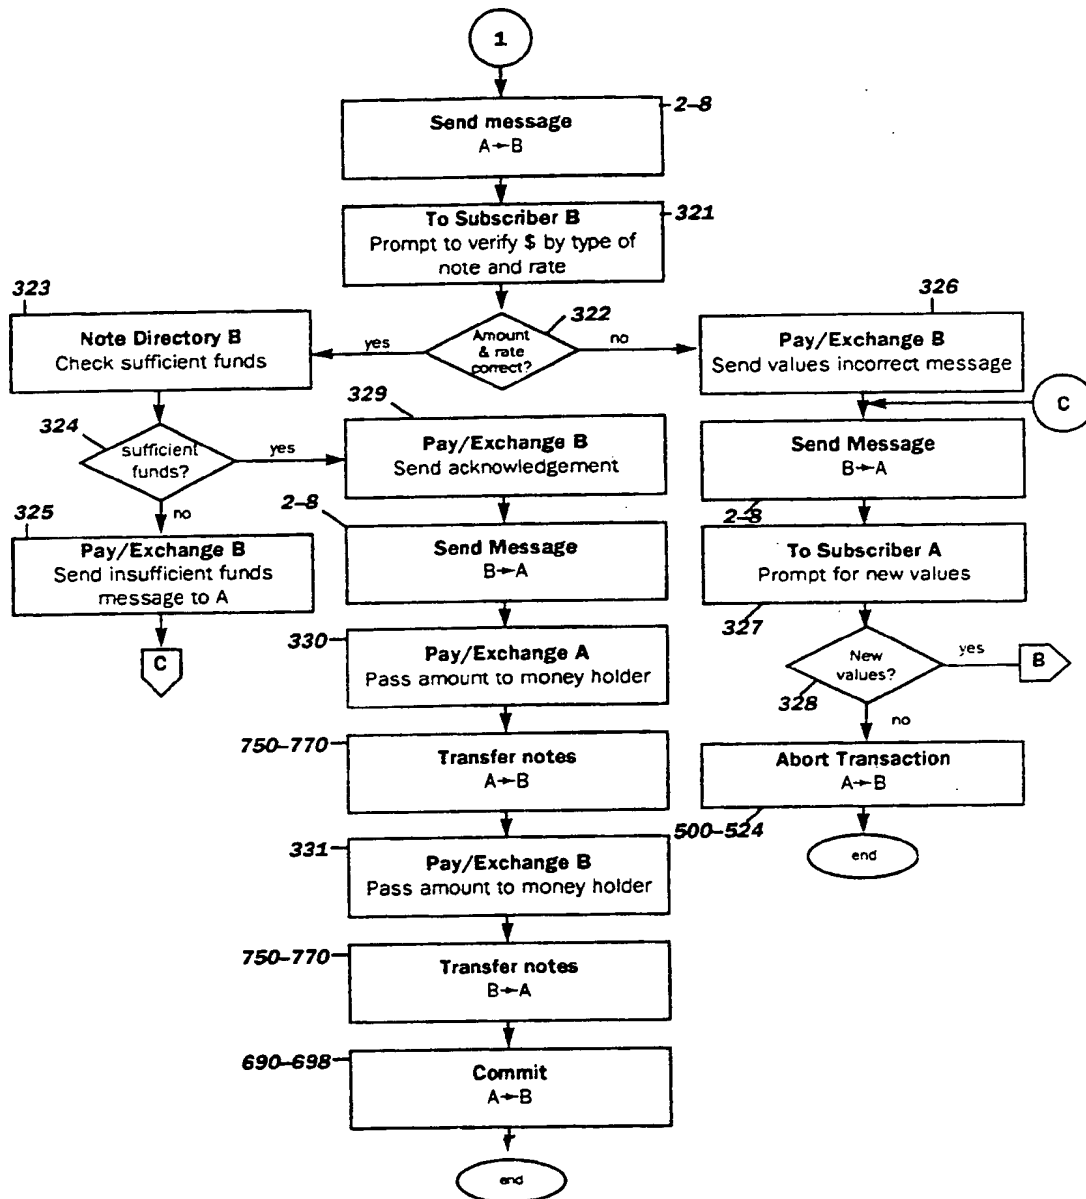 1
2-8
Send message
A→B
321
To Subscriber B
Prompt to verify $ by type of
note and rate
323
Note Directory B
Check sufficient funds
yes
322
Amount
& rate
correct?
no
326
Pay/Exchange B
Send values incorrect message
C
324
sufficient
funds?
yes
329
Pay/Exchange B
Send acknowledgement
Send Message
B→A
2-8
no
325
Pay/Exchange B
Send insufficient funds
message to A
C
2-8
Send Message
B→A
To Subscriber A
Prompt for new values
327
330
Pay/Exchange A
Pass amount to money holder
New
values?
328
yes
B
no
750-770
Transfer notes
A→B
Abort Transaction
A→B
500-524
end
331
Pay/Exchange B
Pass amount to money holder
750-770
Transfer notes
B→A
690-698
Commit
A→B
end